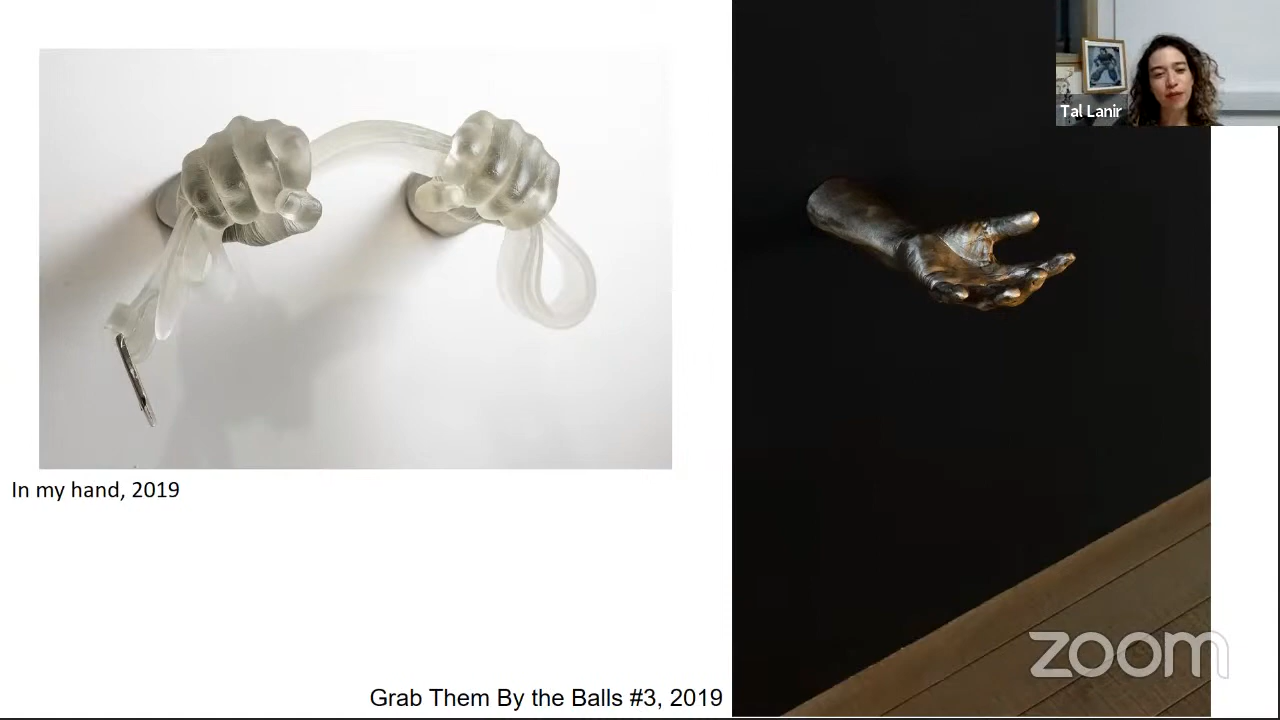 Tal Lanir
In my hand, 2019
Grab Them By the Balls #3, 2019
zoom